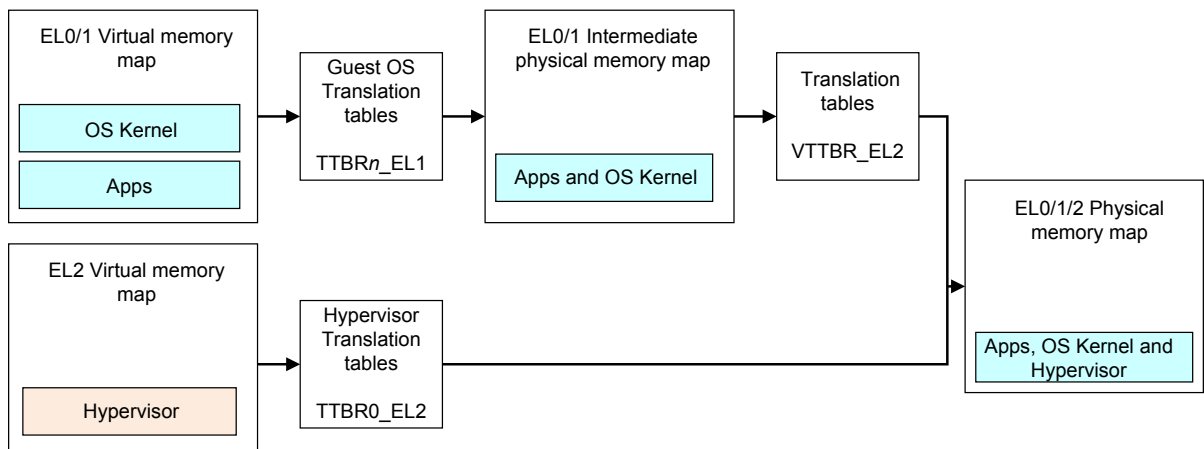 EL0/1 Virtual memory
map
OS Kernel
Apps
Guest OS
Translation
tables
TTBRn_EL1
EL0/1 Intermediate
physical memory map
Apps and OS Kernel
Translation
tables
VTTBR_EL2
EL2 Virtual memory
map
Hypervisor
Hypervisor
Translation
tables
TTBR0_EL2
EL0/1/2 Physical
memory map
Apps, OS Kernel and
Hypervisor